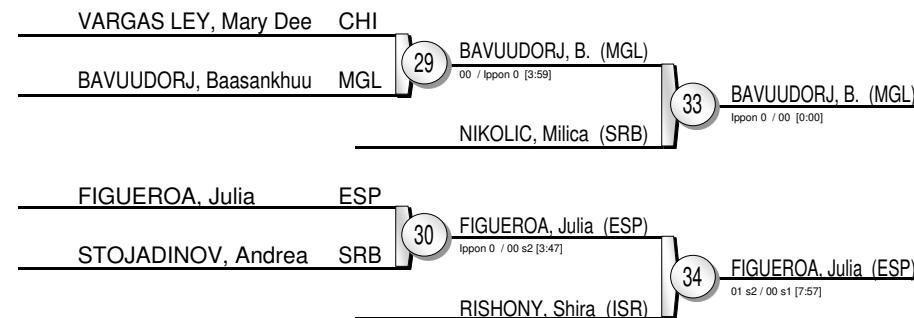 VARGAS LEY, Mary Dee CHI
29
BAVUUDORJ, B. (MGL)
00 / Ippon 0 [3:59]
BAVUUDORJ, Baasankhuu MGL
33
BAVUUDORJ, B. (MGL)
Ippon 0 / 00 [0:00]
NIKOLIC, Milica (SRB)
FIGUEROA, Julia ESP
30
FIGUEROA, Julia (ESP)
Ippon 0 / 00 s2 [3:47]
STOJADINOV, Andrea SRB
34
FIGUEROA, Julia (ESP)
01 s2 / 00 s1 [7:57]
RISHONY, Shira (ISR)